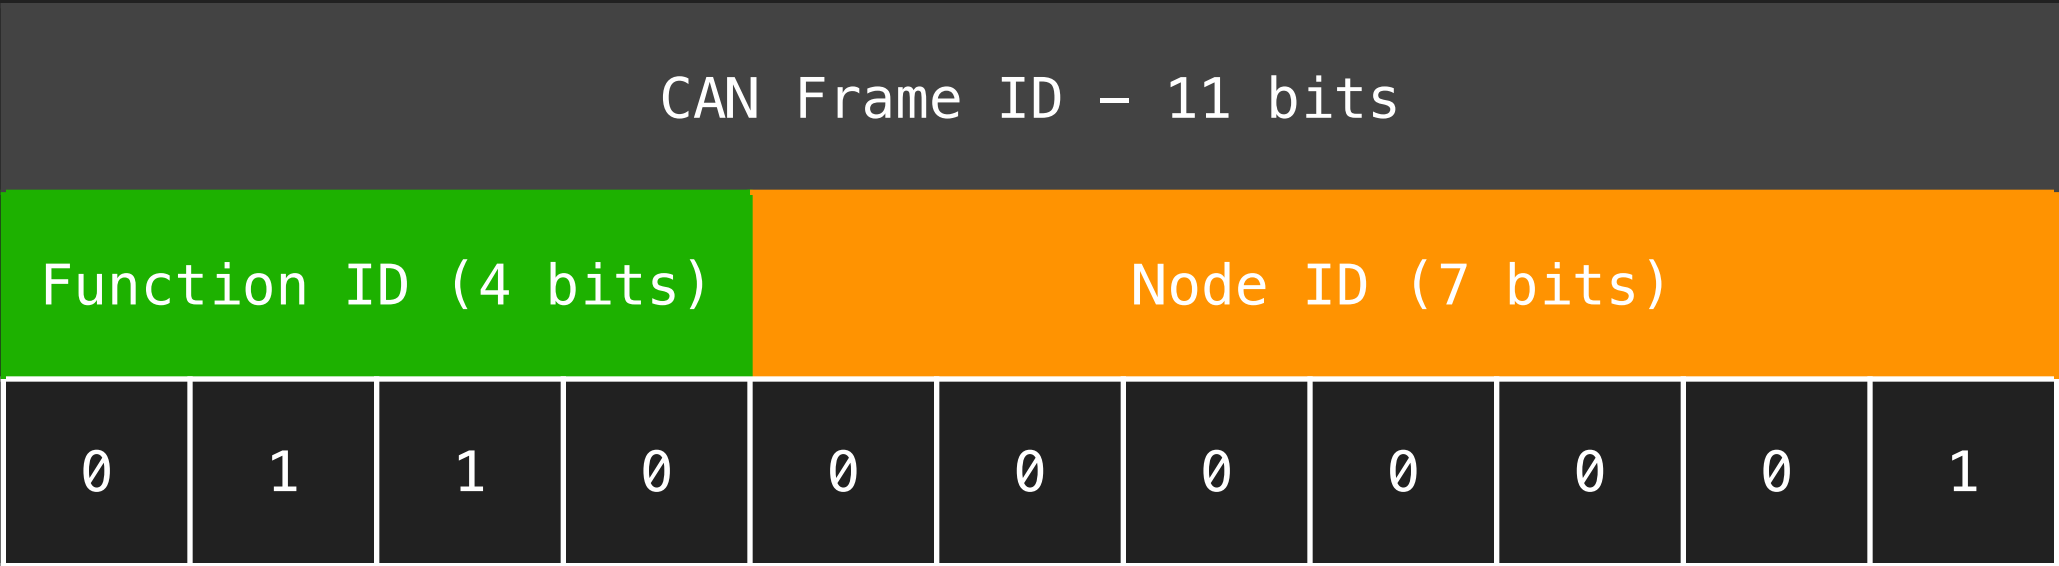 CAN Frame ID – 11 bits
Function ID (4 bits) Node ID (7 bits)
0 1 1 0 0 0 0 0 0 0 1